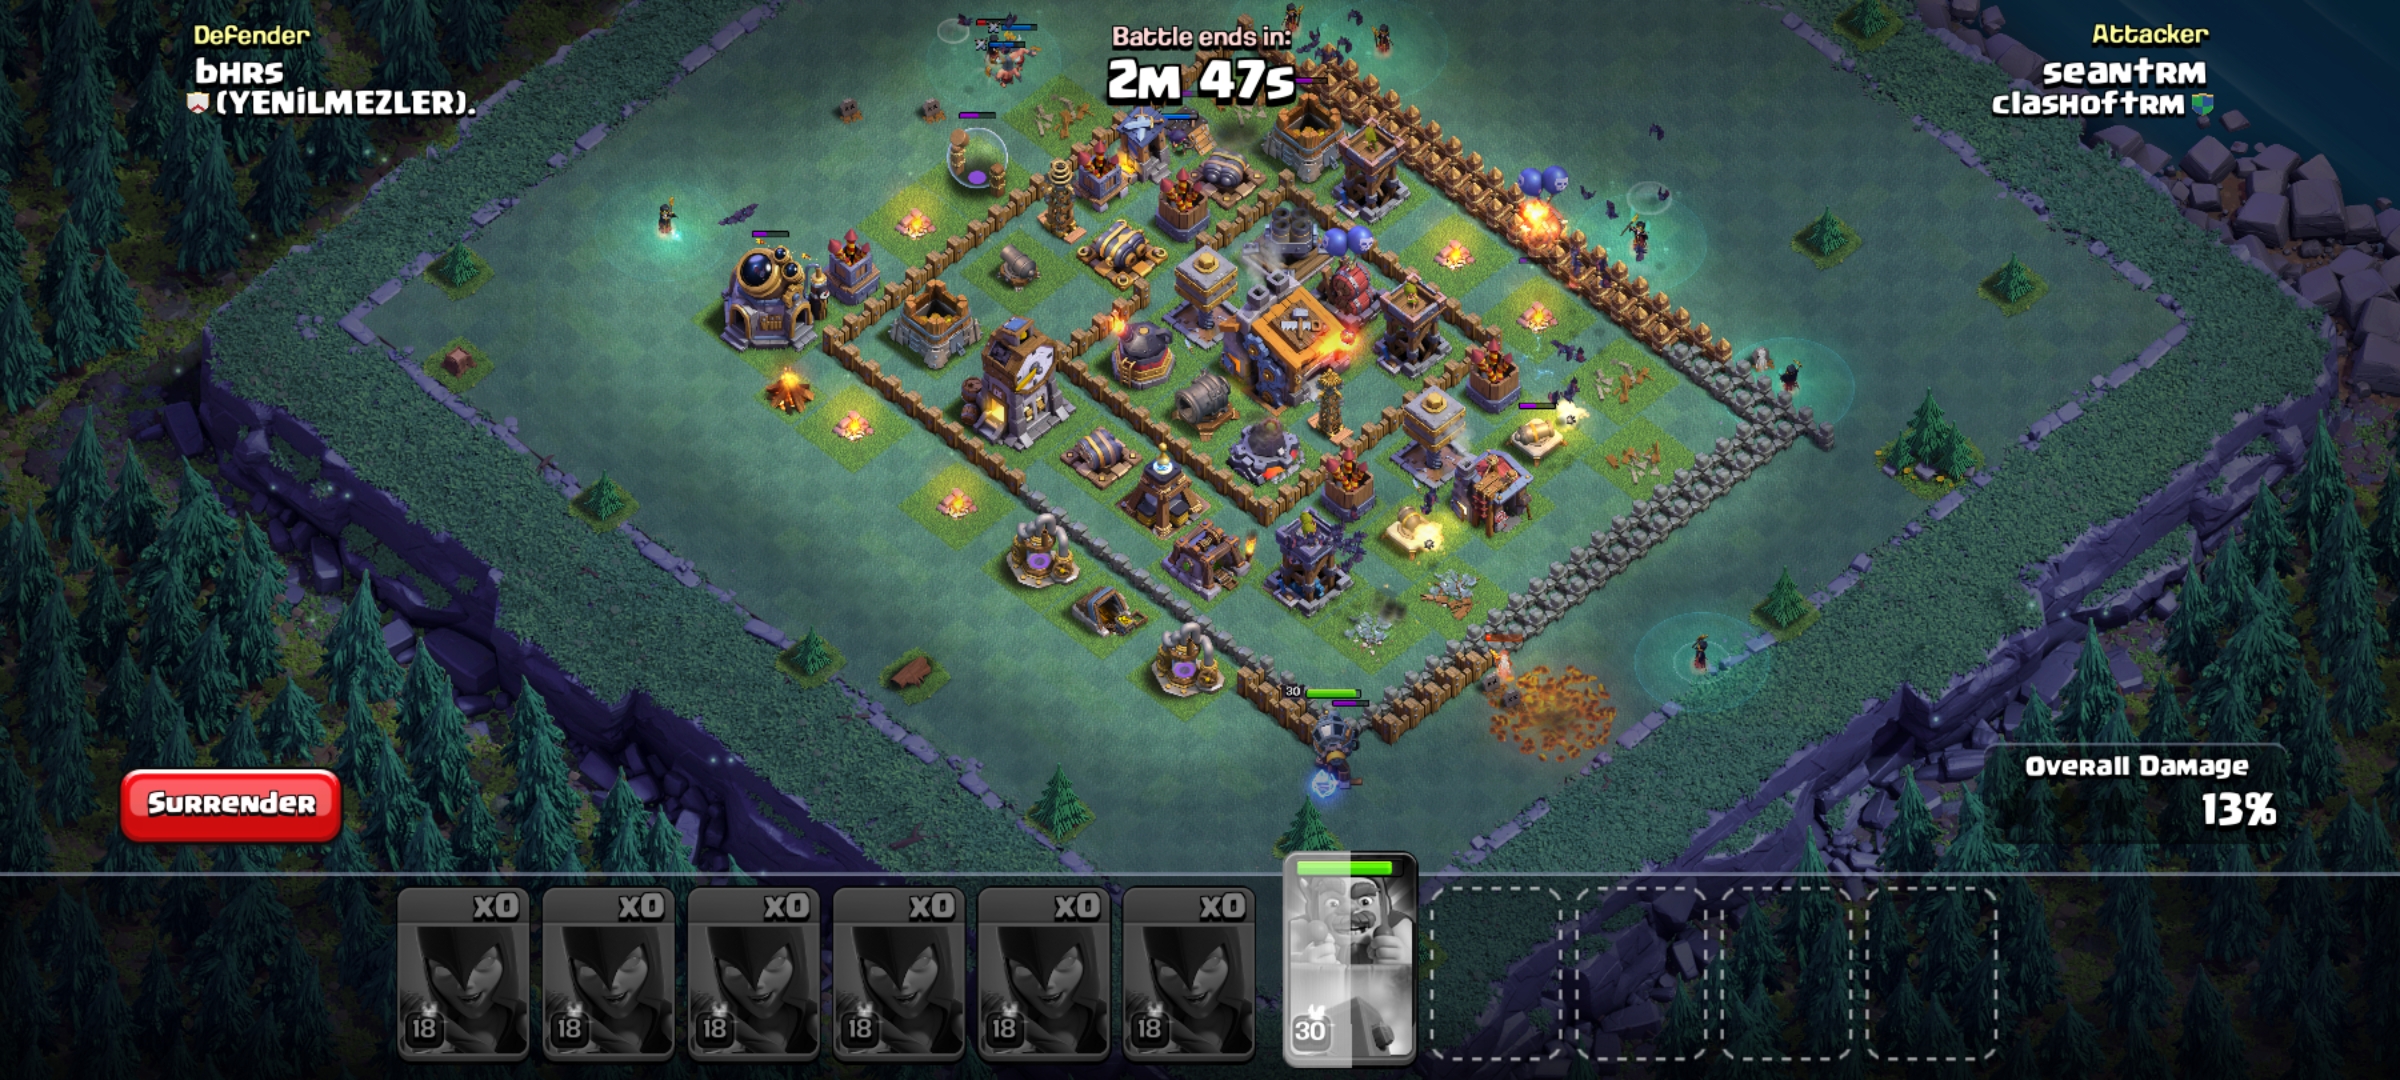 Defender
bHRS
(YENİLMEZLER).
Battle ends in:
2M 47s
Attacker
seantRM
clashoftRM
30
Surrender
Overall Damage
13%
x0 x0 x0 x0 x0 x0
18 18 18 18 18 18 30